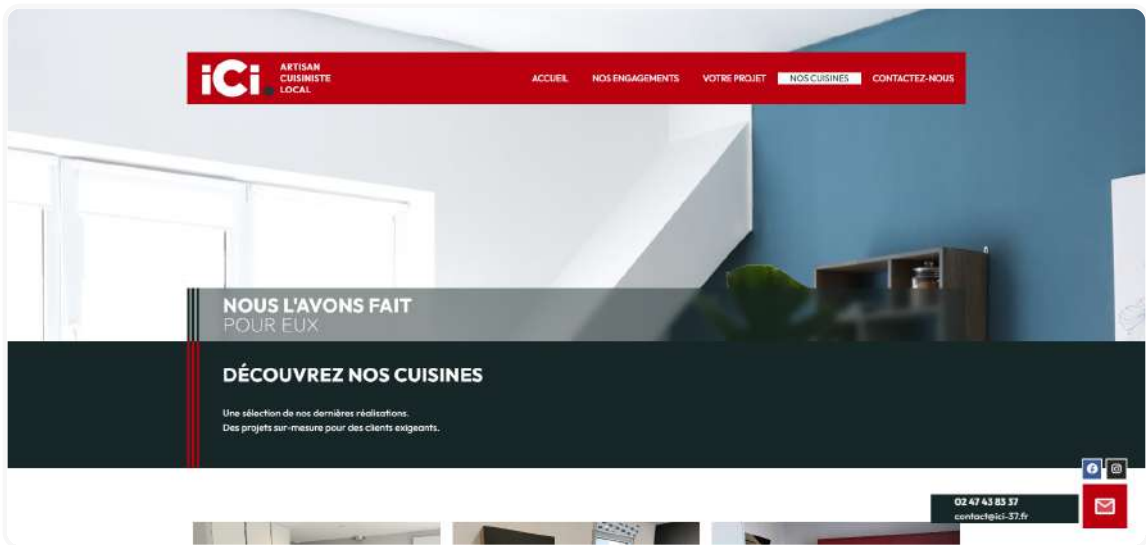 iCi.
ARTISAN
CUISINISTE
LOCAL
ACCUEIL NOS ENGAGEMENTS VOTRE PROJET NOS CUISINES CONTACTEZ-NOUS
NOUS L'AVONS FAIT
POUR EUX
DÉCOUVREZ NOS CUISINES
Une sélection de nos dernières réalisations.
Des projets sur-mesure pour des clients exigeants.
02 47 43 83 37
contact@ici-37.fr